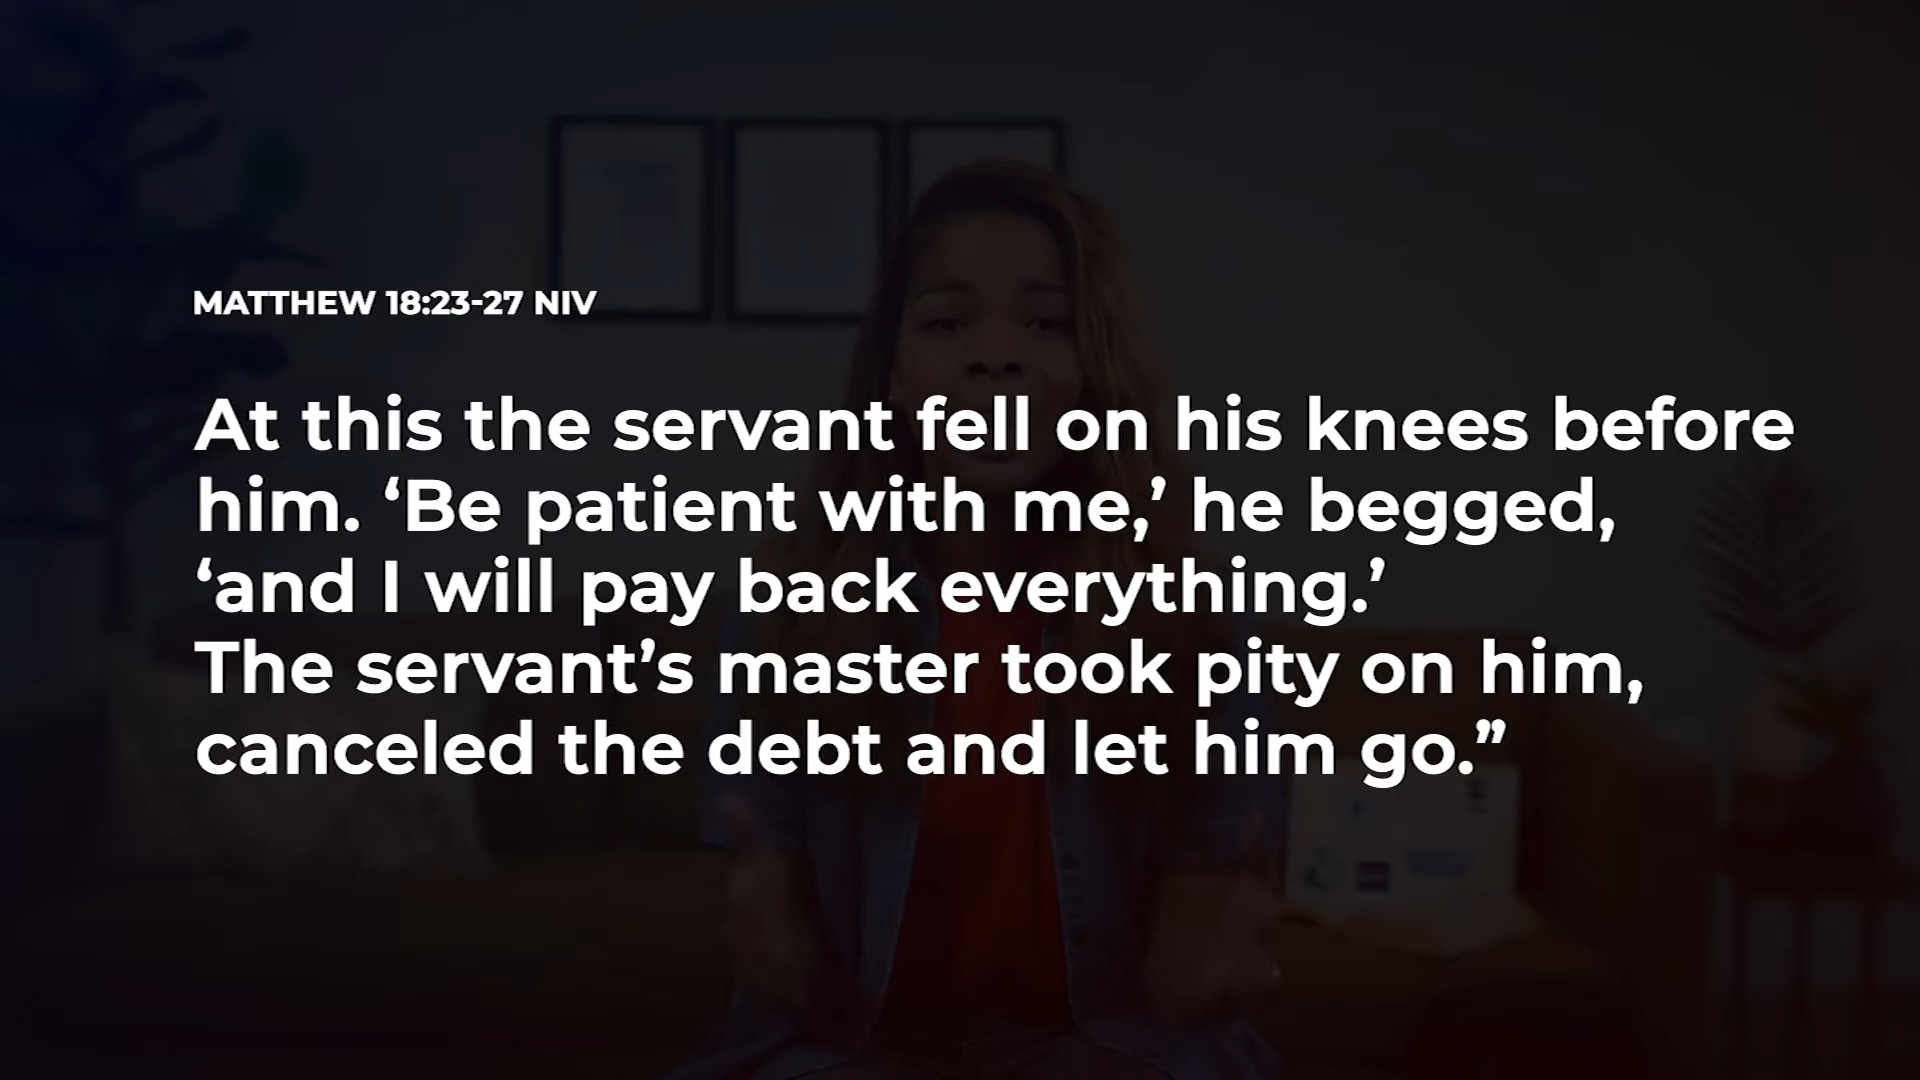 MATTHEW 18:23-27 NIV
At this the servant fell on his knees before
him. ‘Be patient with me,’ he begged,
‘and I will pay back everything.’
The servant’s master took pity on him,
canceled the debt and let him go.”